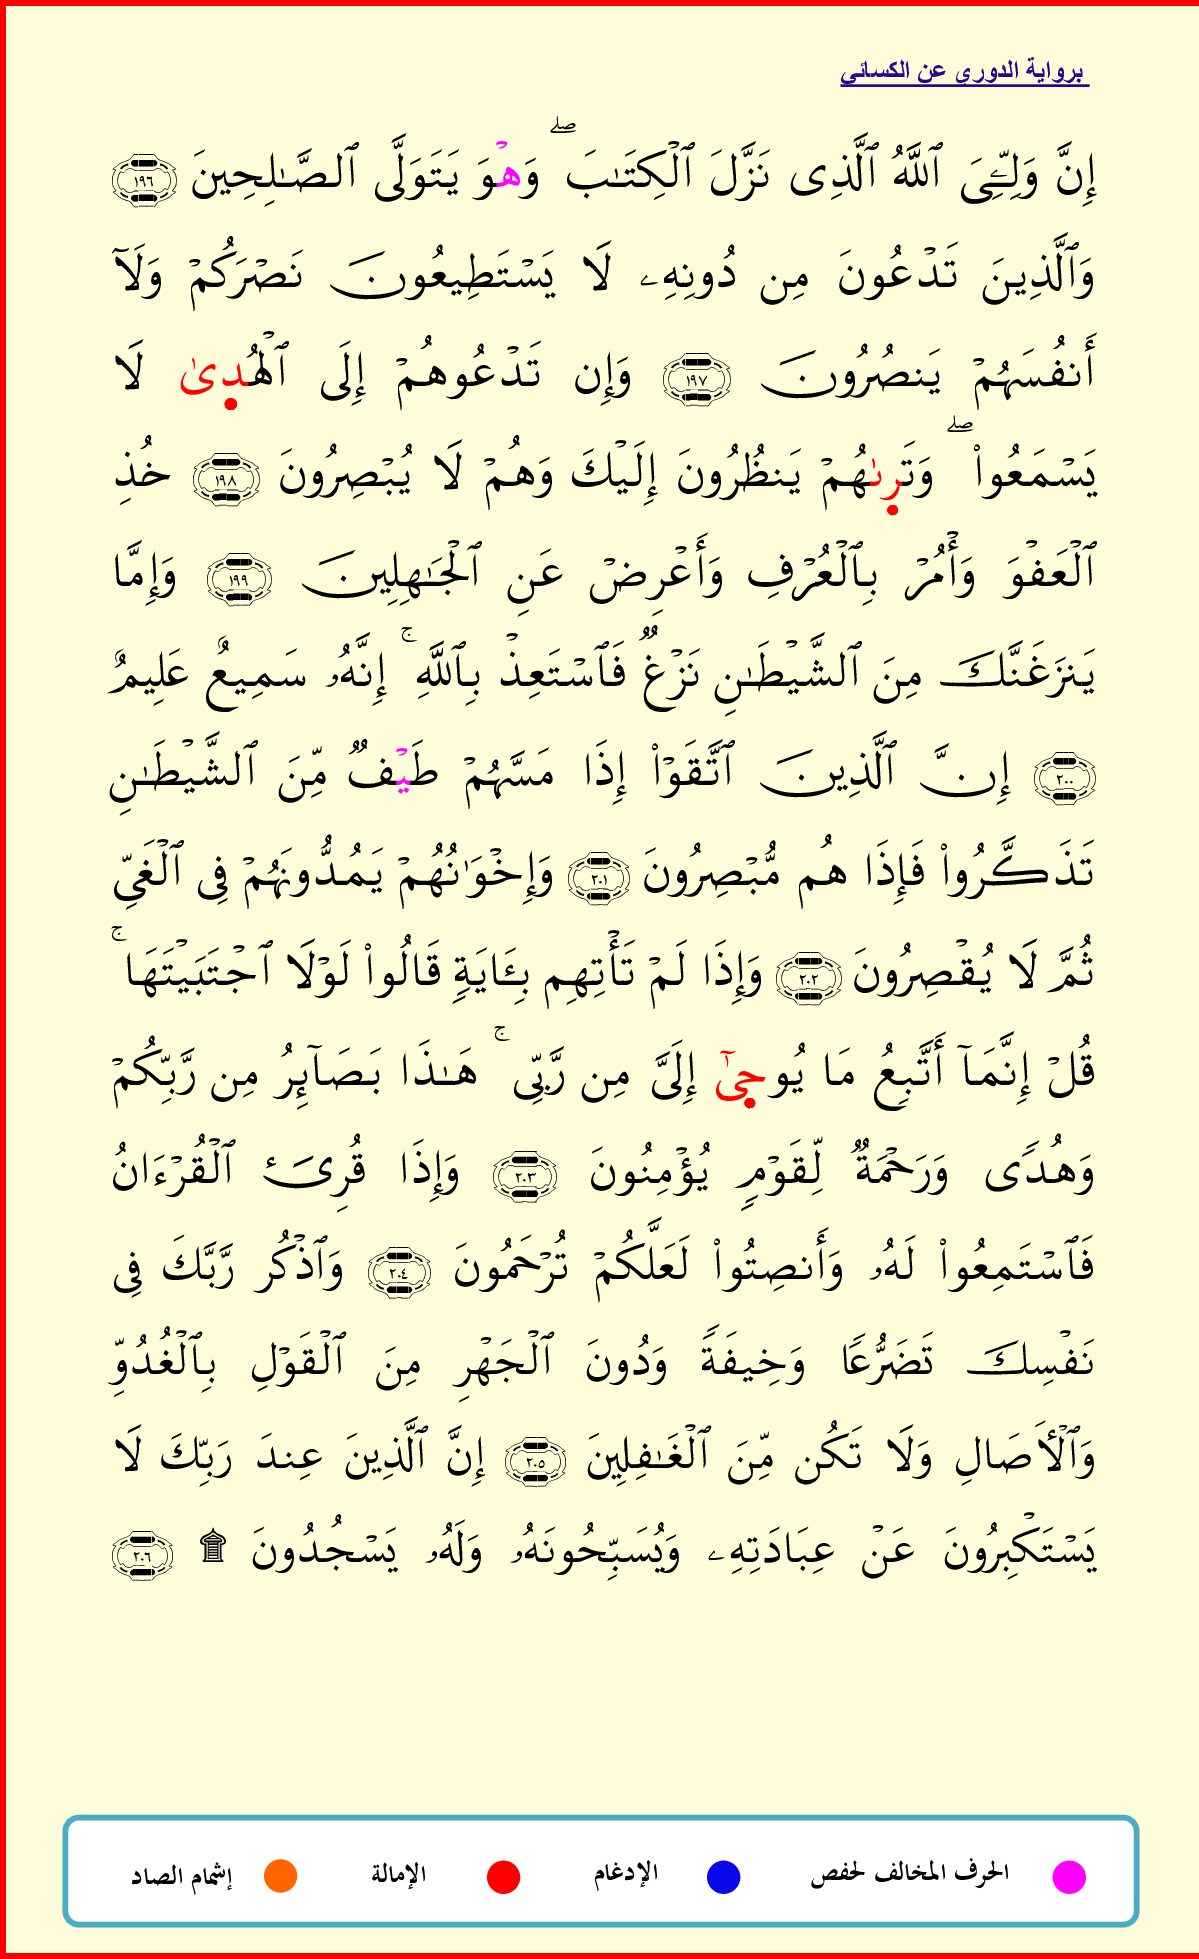 برواية الدوري عن الكسائي
إِنَّ وَلِـِّۧيَ ٱللَّهُ ٱلَّذِى نَزَّلَ ٱلْكِتَـٰبَ ۖ وَهْوَ يَتَوَلَّى ٱلصَّـٰلِحِينَ ١٩٦
وَٱلَّذِينَ تَدْعُونَ مِن دُونِهِۦ لَا يَسْتَطِيعُونَ نَصْرَكُمْ وَلَآ
أَنفُسَهُمْ يَنصُرُونَ ١٩٧ وَإِن تَدْعُوهُمْ إِلَى ٱلْهُدِىٰ لَا
يَسْمَعُوا۟ ۖ وَتَرِىٰهُمْ يَنظُرُونَ إِلَيْكَ وَهُمْ لَا يُبْصِرُونَ ١٩٨ خُذِ
ٱلْعَفْوَ وَأْمُرْ بِٱلْعُرْفِ وَأَعْرِضْ عَنِ ٱلْجَـٰهِلِينَ ١٩٩ وَإِمَّا
يَنزَغَنَّكَ مِنَ ٱلشَّيْطَـٰنِ نَزْغٌ فَٱسْتَعِذْ بِٱللَّهِ ۚ إِنَّهُۥ سَمِيعٌ عَلِيمٌ
٢٠٠ إِنَّ ٱلَّذِينَ ٱتَّقَوْا۟ إِذَا مَسَّهُمْ طَيْفٌ مِّنَ ٱلشَّيْطَـٰنِ
تَذَكَّرُوا۟ فَإِذَا هُم مُّبْصِرُونَ ٢٠١ وَإِخْوَٰنُهُمْ يَمُدُّونَهُمْ فِى ٱلْغَىِّ
ثُمَّ لَا يُقْصِرُونَ ٢٠٢ وَإِذَا لَمْ تَأْتِهِم بِـَٔايَةٍ قَالُوا۟ لَوْلَا ٱجْتَبَيْتَهَا ۚ
قُلْ إِنَّمَآ أَتَّبِعُ مَا يُوحِىٰٓ إِلَىَّ مِن رَّبِّى ۚ هَـٰذَا بَصَآئِرُ مِن رَّبِّكُمْ
وَهُدًى وَرَحْمَةٌ لِّقَوْمٍ يُؤْمِنُونَ ٢٠٣ وَإِذَا قُرِئَ ٱلْقُرْءَانُ
فَٱسْتَمِعُوا۟ لَهُۥ وَأَنصِتُوا۟ لَعَلَّكُمْ تُرْحَمُونَ ٢٠٤ وَٱذْكُر رَّبَّكَ فِى
نَفْسِكَ تَضَرُّعًا وَخِيفَةً وَدُونَ ٱلْجَهْرِ مِنَ ٱلْقَوْلِ بِٱلْغُدُوِّ
وَٱلْأَصَالِ وَلَا تَكُن مِّنَ ٱلْغَـٰفِلِينَ ٢٠٥ إِنَّ ٱلَّذِينَ عِندَ رَبِّكَ لَا
يَسْتَكْبِرُونَ عَنْ عِبَادَتِهِۦ وَيُسَبِّحُونَهُۥ وَلَهُۥ يَسْجُدُونَ ۩ ٢٠٦
الحرف المخالف لحفص الإدغام الإمالة إشمام الصاد